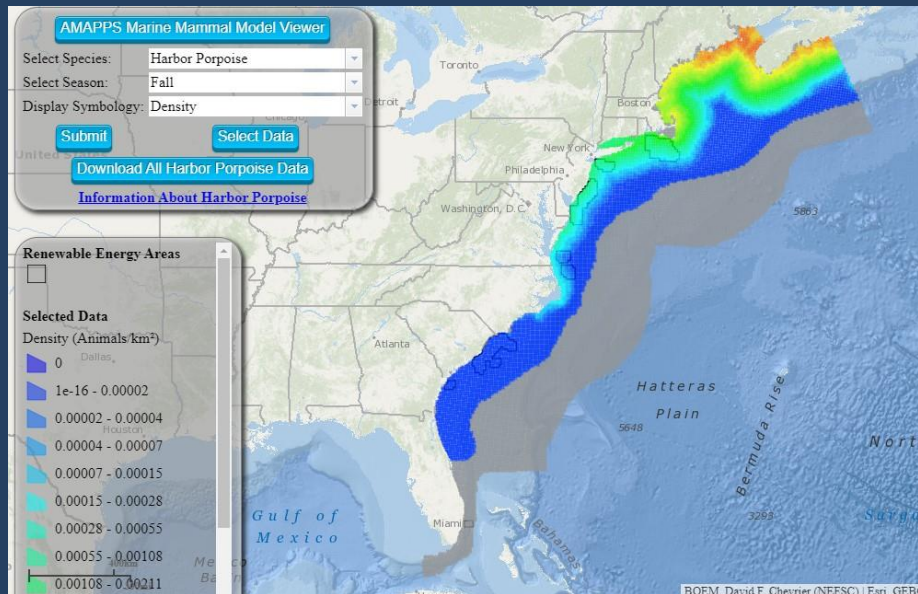 AMAPPS Marine Mammal Model Viewer
Select Species: Harbor Porpoise
Select Season: Fall
Display Symbology: Density
Submit Select Data
Download All Harbor Porpoise Data
Information About Harbor Porpoise
Renewable Energy Areas
Selected Data
Density (Animals/km²)
0
1e-16 - 0.00002
0.00002 - 0.00004
0.00004 - 0.00007
0.00007 - 0.00015
0.00015 - 0.00028
0.00028 - 0.00055
0.00055 - 0.00108
0.00108 - 0.00211
Toronto
Detroit
Chicago
Boston
New York
Philadelphia
United States
Washington, D.C.
5863
Atlanta
Dallas
Hatteras
Plain
5648
Bermuda Rise
Houston
Gulf of
Mexico
Miami
Bahamas
3293
BOEM, David F. Chevrier (NEFSC) | Esri, GEB